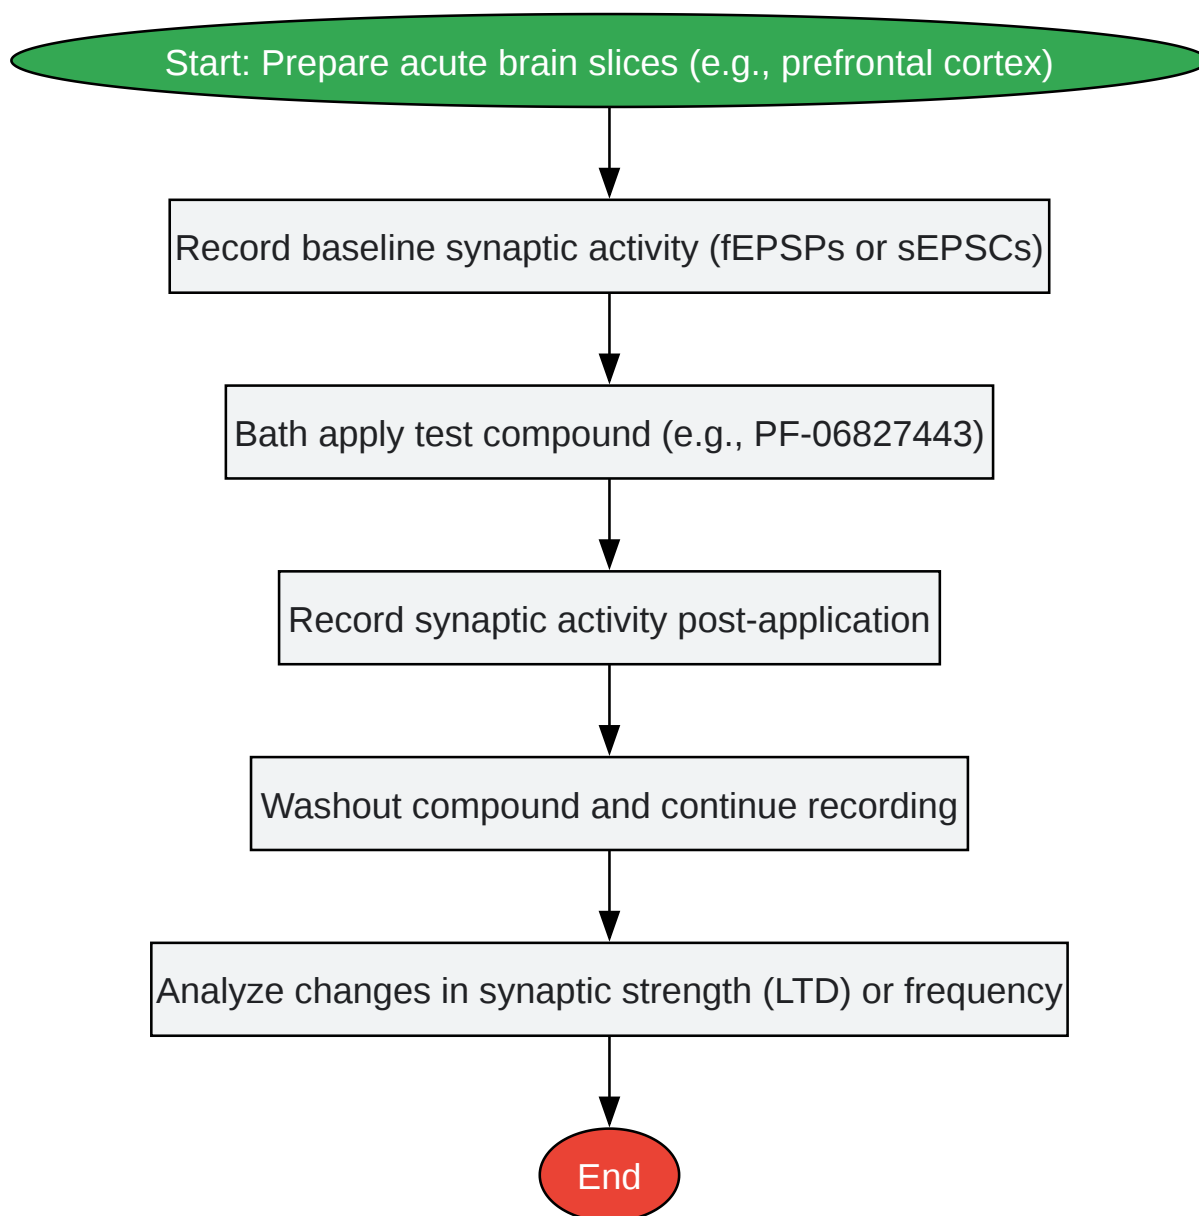 Start: Prepare acute brain slices (e.g., prefrontal cortex)
Record baseline synaptic activity (fEPSPs or sEPSCs)
Bath apply test compound (e.g., PF-06827443)
Record synaptic activity post-application
Washout compound and continue recording
Analyze changes in synaptic strength (LTD) or frequency
End